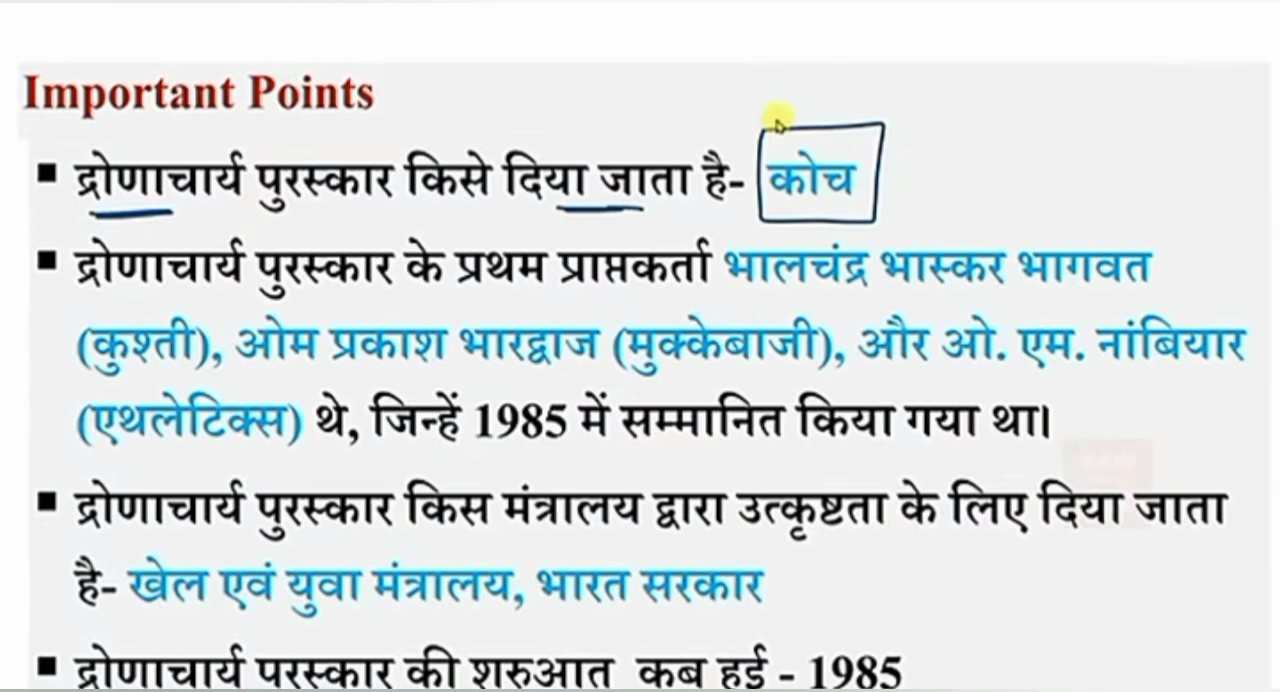 Important Points
▪ द्रोणाचार्य पुरस्कार किसे दिया जाता है- कोच
▪ द्रोणाचार्य पुरस्कार के प्रथम प्राप्तकर्ता भालचंद्र भास्कर भागवत
(कुश्ती), ओम प्रकाश भारद्वाज (मुक्केबाजी), और ओ. एम. नांबियार
(एथलेटिक्स) थे, जिन्हें 1985 में सम्मानित किया गया था।
▪ द्रोणाचार्य पुरस्कार किस मंत्रालय द्वारा उत्कृष्टता के लिए दिया जाता
है- खेल एवं युवा मंत्रालय, भारत सरकार
▪ द्रोणाचार्य पुरस्कार की शुरुआत कब हुई - 1985